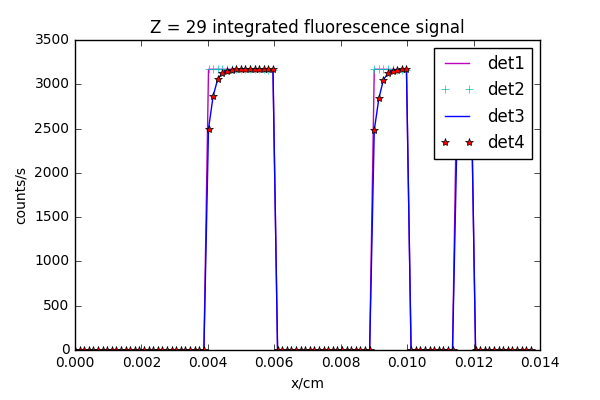 Z = 29 integrated fluorescence signal
3500
3000
2500
2000
1500
1000
500
0
counts/s
det1
det2
det3
det4
0.000 0.002 0.004 0.006 0.008 0.010 0.012 0.014
x/cm